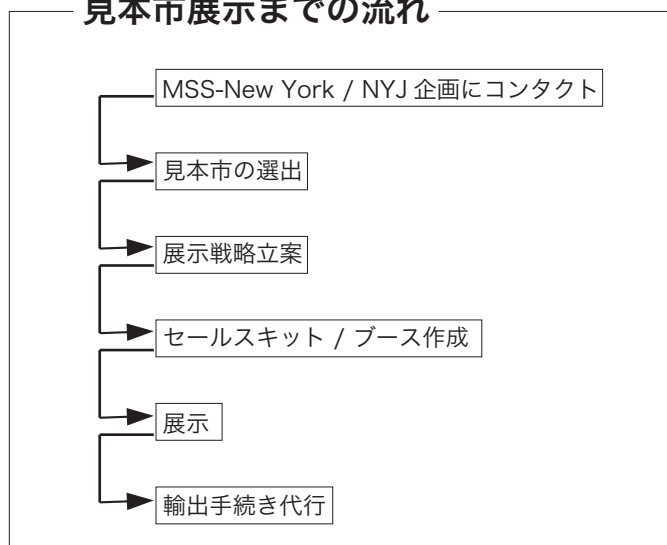 見本市展示までの流れ
MSS-New York / NYJ 企画にコンタクト
見本市の選出
展示戦略立案
セールスキット / ブース作成
展示
輸出手続き代行